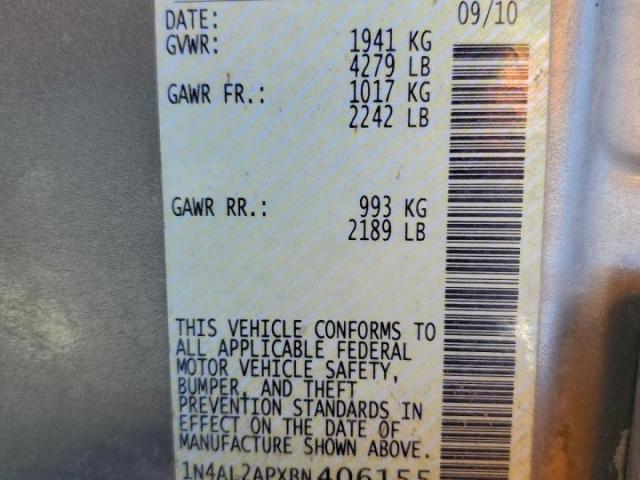 DATE: 09/10
GVWR: 1941 KG
4279 LB
GAWR FR.: 1017 KG
2242 LB
GAWR RR.: 993 KG
2189 LB
THIS VEHICLE CONFORMS TO
ALL APPLICABLE FEDERAL
MOTOR VEHICLE SAFETY,
BUMPER, AND THEFT
PREVENTION STANDARDS IN
EFFECT ON THE DATE OF
MANUFACTURE SHOWN ABOVE.
1N4AL2APXBN406155